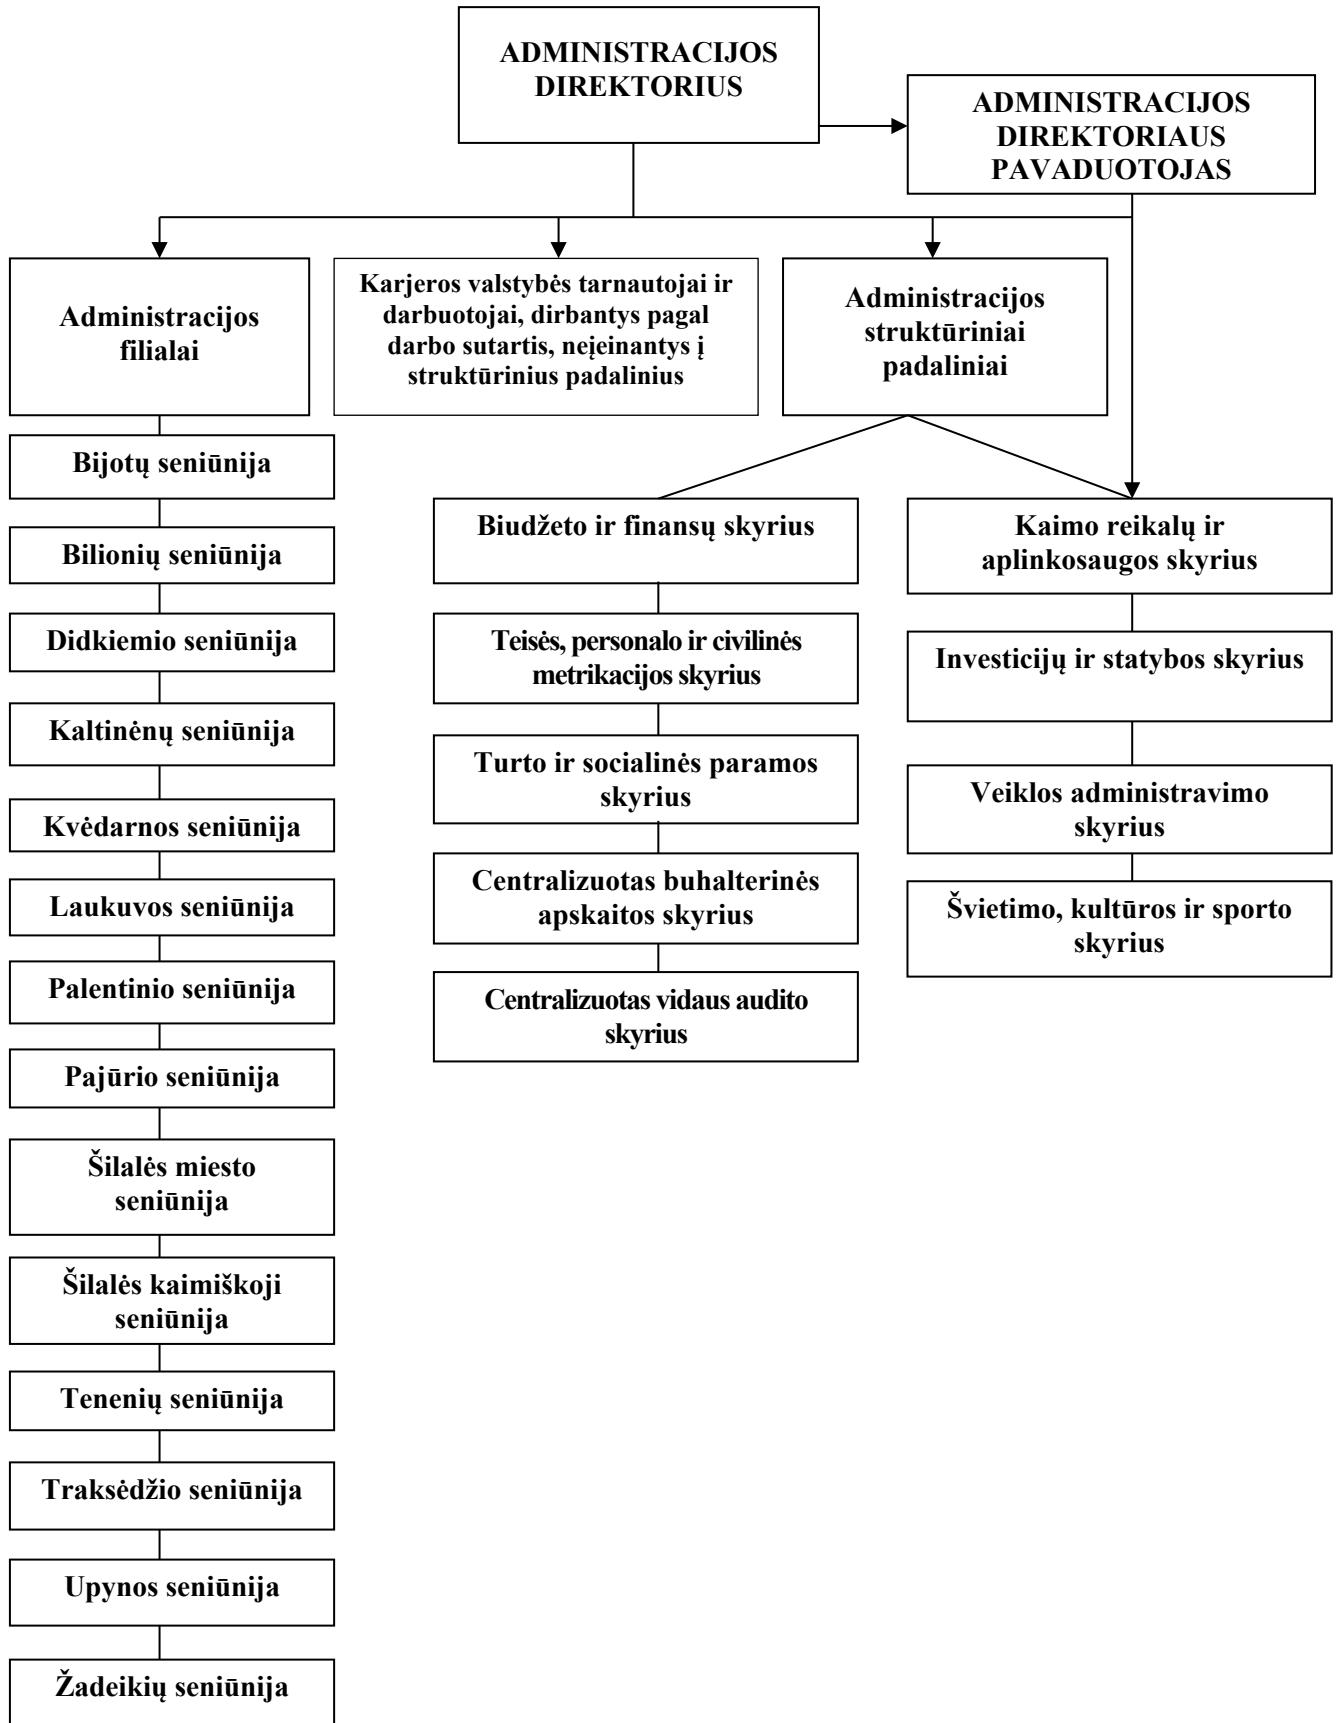 ADMINISTRACIJOS
DIREKTORIUS
ADMINISTRACIJOS
DIREKTORIAUS
PAVADUOTOJAS
Administracijos
filialai
Karjeros valstybės tarnautojai ir
darbuotojai, dirbantys pagal
darbo sutartis, neįeinantys į
struktūrinius padalinius
Administracijos
struktūriniai
padaliniai
Bijotų seniūnija
Bilionių seniūnija
Didkiemio seniūnija
Kaltinėnų seniūnija
Kvėdarnos seniūnija
Laukuvos seniūnija
Palentinio seniūnija
Pajūrio seniūnija
Šilalės miesto
seniūnija
Šilalės kaimiškoji
seniūnija
Tenenių seniūnija
Traksėdžio seniūnija
Upynos seniūnija
Žadeikių seniūnija
Biudžeto ir finansų skyrius
Teisės, personalo ir civilinės
metrikacijos skyrius
Turto ir socialinės paramos
skyrius
Centralizuotas buhalterinės
apskaitos skyrius
Centralizuotas vidaus audito
skyrius
Kaimo reikalų ir
aplinkosaugos skyrius
Investicijų ir statybos skyrius
Veiklos administravimo
skyrius
Švietimo, kultūros ir sporto
skyrius